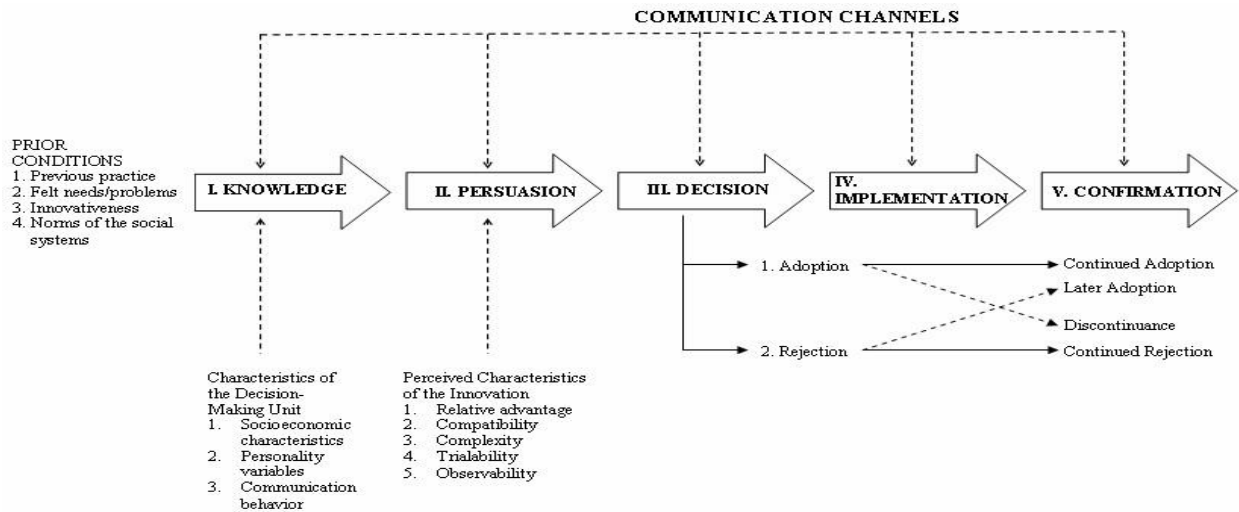 COMMUNICATION CHANNELS
PRIOR
CONDITIONS
1. Previous practice
2. Felt needs/problems
3. Innovativeness
4. Norms of the social
systems
I. KNOWLEDGE
II. PERSUASION
III. DECISION
IV.
IMPLEMENTATION
V. CONFIRMATION
1. Adoption
2. Rejection
Continued Adoption
Later Adoption
Discontinuance
Continued Rejection
Characteristics of
the Decision-
Making Unit
1. Socioeconomic
characteristics
2. Personality
variables
3. Communication
behavior
Perceived Characteristics
of the Innovation
1. Relative advantage
2. Compatibility
3. Complexity
4. Trialability
5. Observability